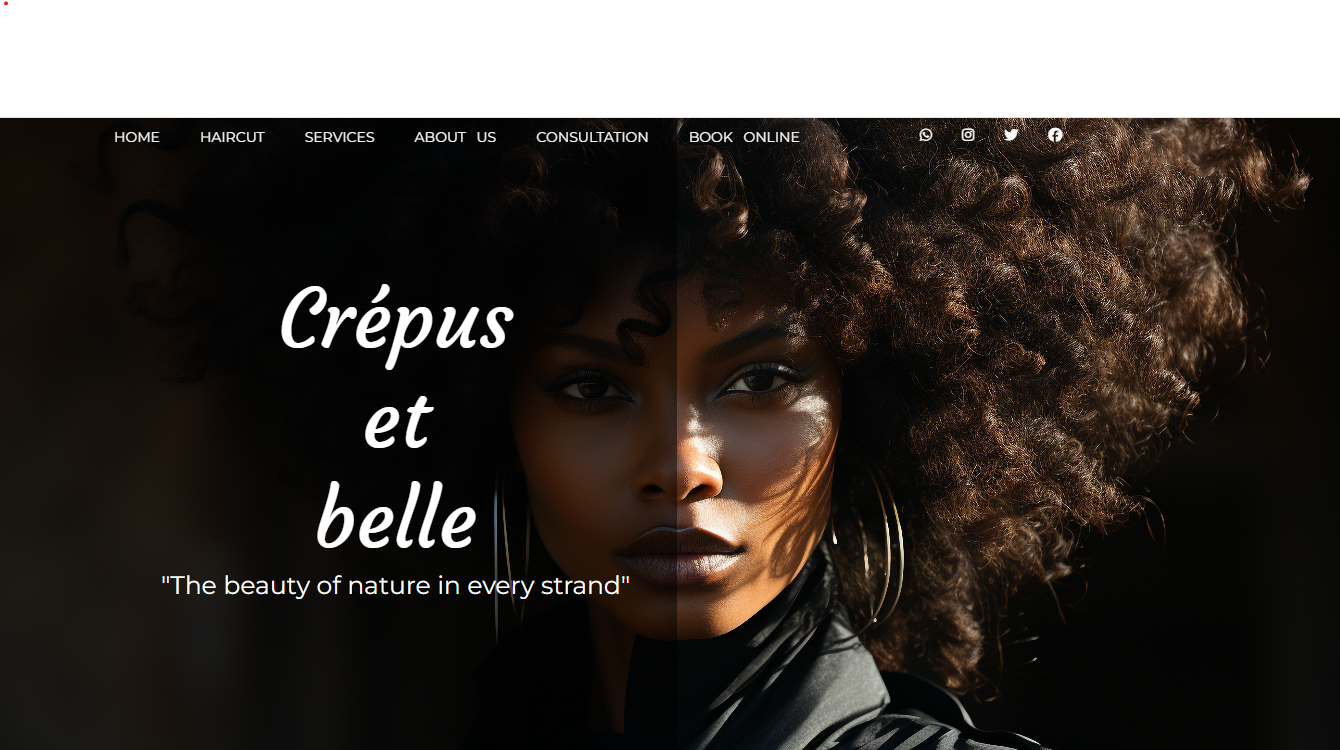 HOME HAIRCUT SERVICES ABOUT US CONSULTATION BOOK ONLINE
Crépus
et
belle
"The beauty of nature in every strand"